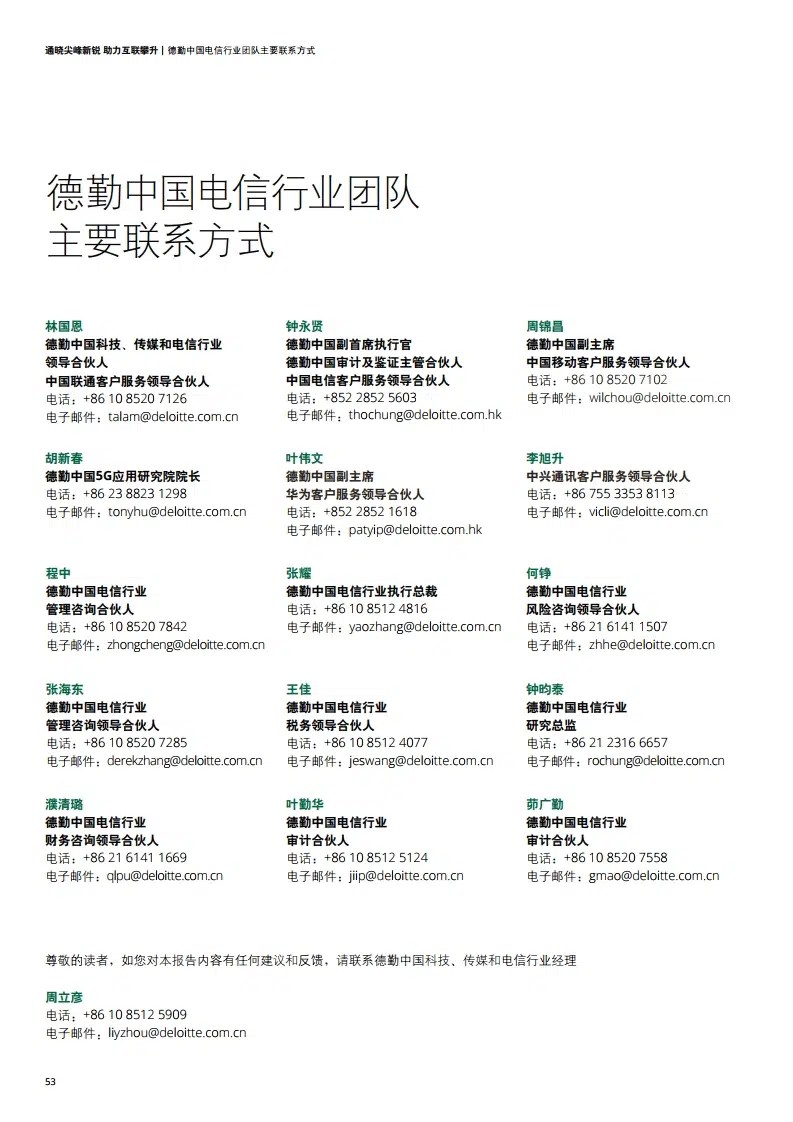 通晓尖峰新锐 助力互联攀升 | 德勤中国电信行业团队主要联系方式
德勤中国电信行业团队
主要联系方式
林国恩
德勤中国科技、传媒和电信行业
领导合伙人
中国联通客户服务领导合伙人
电话：+86 10 8520 7126
电子邮件：talam@deloitte.com.cn
钟永贤
德勤中国副首席执行官
德勤中国审计及鉴证主管合伙人
中国电信客户服务领导合伙人
电话：+852 2852 5603
电子邮件：thochung@deloitte.com.hk
周锦昌
德勤中国副主席
中国移动客户服务领导合伙人
电话：+86 10 8520 7102
电子邮件：wilchou@deloitte.com.cn
胡新春
德勤中国5G应用研究院院长
电话：+86 23 8823 1298
电子邮件：tonyhu@deloitte.com.cn
叶伟文
德勤中国副主席
华为客户服务领导合伙人
电话：+852 2852 1618
电子邮件：patyip@deloitte.com.hk
李旭升
中兴通讯客户服务领导合伙人
电话：+86 755 3353 8113
电子邮件：vicli@deloitte.com.cn
程中
德勤中国电信行业
管理咨询合伙人
电话：+86 10 8520 7842
电子邮件：zhongcheng@deloitte.com.cn
张耀
德勤中国电信行业执行总裁
电话：+86 10 8512 4816
电子邮件：yaozhang@deloitte.com.cn
何铮
德勤中国电信行业
风险咨询领导合伙人
电话：+86 21 6141 1507
电子邮件：zhhe@deloitte.com.cn
张海东
德勤中国电信行业
管理咨询领导合伙人
电话：+86 10 8520 7285
电子邮件：derekzhang@deloitte.com.cn
王佳
德勤中国电信行业
税务领导合伙人
电话：+86 10 8512 4077
电子邮件：jeswang@deloitte.com.cn
钟昀泰
德勤中国电信行业
研究总监
电话：+86 21 2316 6657
电子邮件：rochung@deloitte.com.cn
濮清璐
德勤中国电信行业
财务咨询领导合伙人
电话：+86 21 6141 1669
电子邮件：qlpu@deloitte.com.cn
叶勤华
德勤中国电信行业
审计合伙人
电话：+86 10 8512 5124
电子邮件：jiip@deloitte.com.cn
茆广勤
德勤中国电信行业
审计合伙人
电话：+86 10 8520 7558
电子邮件：gmao@deloitte.com.cn
尊敬的读者，如您对本报告内容有任何建议和反馈，请联系德勤中国科技、传媒和电信行业经理
周立彦
电话：+86 10 8512 5909
电子邮件：liyzhou@deloitte.com.cn
53